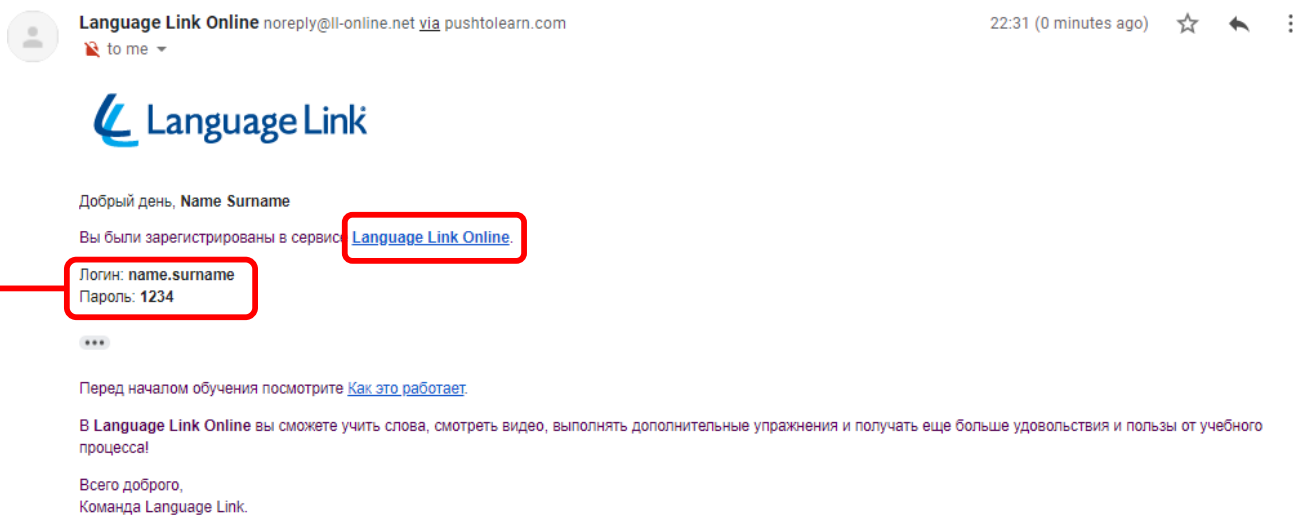 Language Link Online noreply@ll-online.net via pushtolearn.com 22:31 (0 minutes ago)
to me
Language Link
Добрый день, Name Surname
Вы были зарегистрированы в сервисе Language Link Online.
Логин: name.surname
Пароль: 1234
Перед началом обучения посмотрите Как это работает.
В Language Link Online вы сможете учить слова, смотреть видео, выполнять дополнительные упражнения и получать еще больше удовольствия и пользы от учебного
процесса!
Всего доброго,
Команда Language Link.